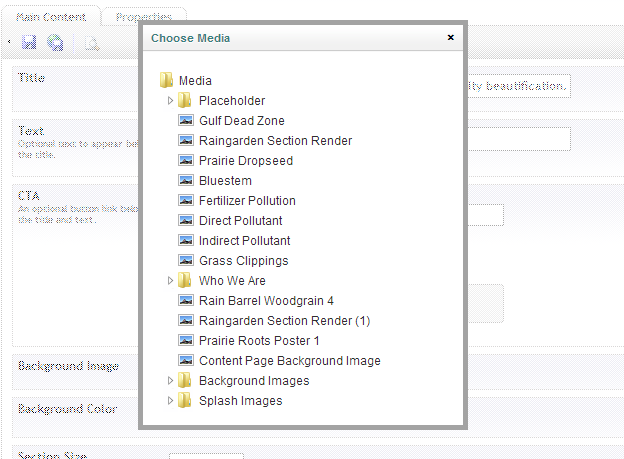 Main Content Properties
Choose Media
Media
Title
ity beautification.
Placeholder
Gulf Dead Zone
Text
Raingarden Section Render
Optional text to appear bel
the title.
Prairie Dropseed
Bluestem
CTA
Fertilizer Pollution
An optional button link belo
the title and text.
Direct Pollutant
Indirect Pollutant
Grass Clippings
Who We Are
Rain Barrel Woodgrain 4
Raingarden Section Render (1)
Prairie Roots Poster 1
Background Image
Content Page Background Image
Background Images
Splash Images
Background Color
Section Size